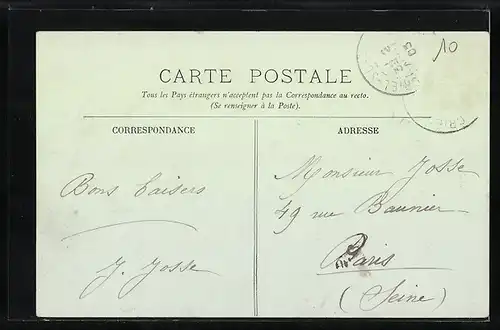 10
CARTE POSTALE
Tous les Pays étrangers n'acceptent pas la Correspondance au recto.
(Se renseigner à la Poste).
CORRESPONDANCE
Bons baisers
J. Josse
ADRESSE
Monsieur Josse
49 rue Baunier
Paris
(Seine)